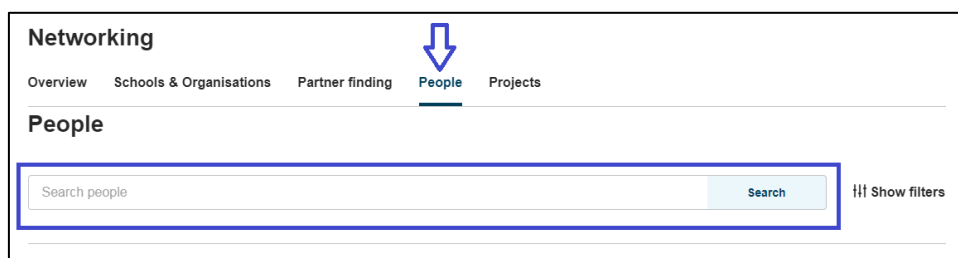 Networking
Overview Schools & Organisations Partner finding People Projects
People
Search people Search Show filters